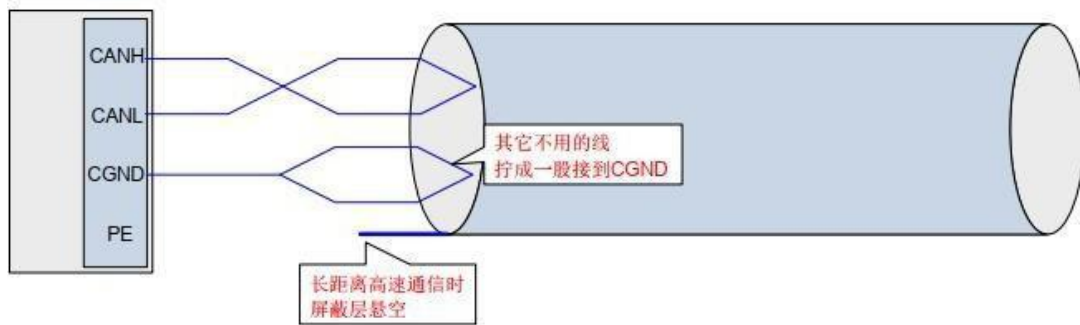 CANH
CANL
CGND
PE
其它不用的线
拧成一股接到CGND
长距离高速通信时
屏蔽层悬空